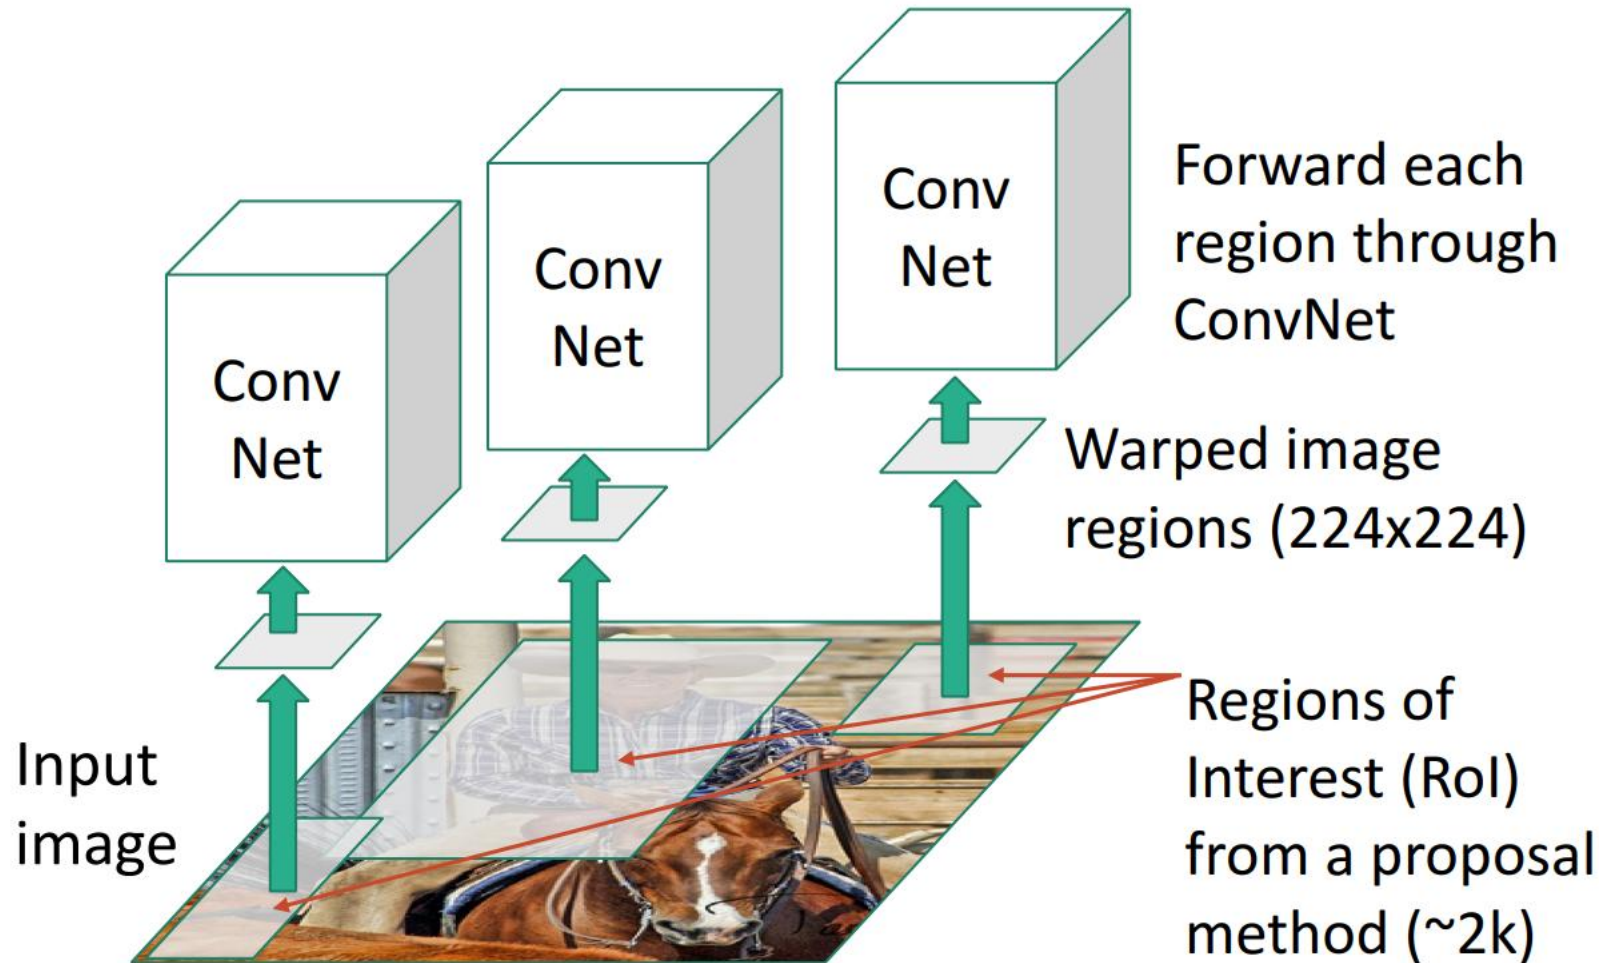 Conv
Net
Conv
Net
Conv
Net
Forward each
region through
ConvNet
Warped image
regions (224x224)
Input
image
Regions of
Interest (RoI)
from a proposal
method (~2k)